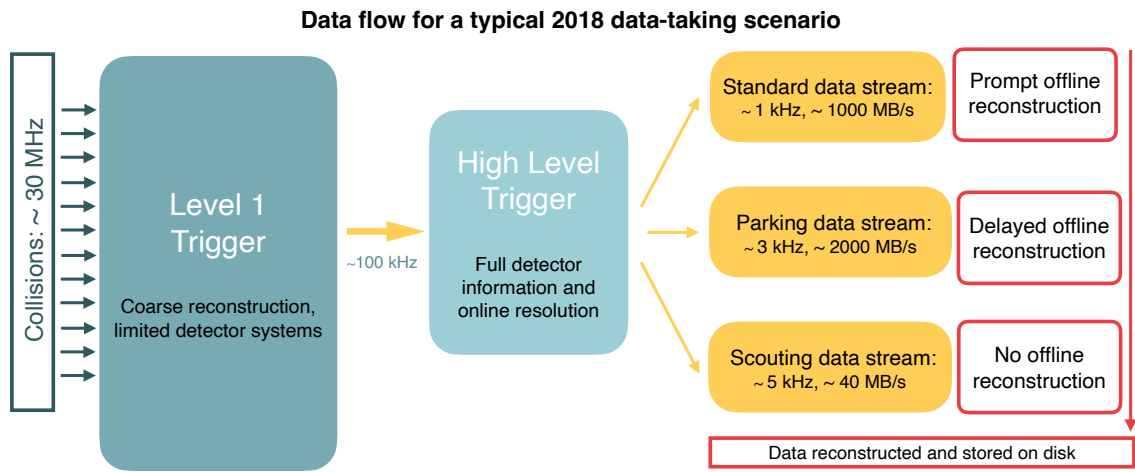 Data flow for a typical 2018 data-taking scenario
Collisions: ~ 30 MHz
Level 1
Trigger
Coarse reconstruction,
limited detector systems
~100 kHz
High Level
Trigger
Full detector
information and
online resolution
Standard data stream:
~ 1 kHz, ~ 1000 MB/s
Prompt offline
reconstruction
Parking data stream:
~ 3 kHz, ~ 2000 MB/s
Delayed offline
reconstruction
Scouting data stream:
~ 5 kHz, ~ 40 MB/s
No offline
reconstruction
Data reconstructed and stored on disk